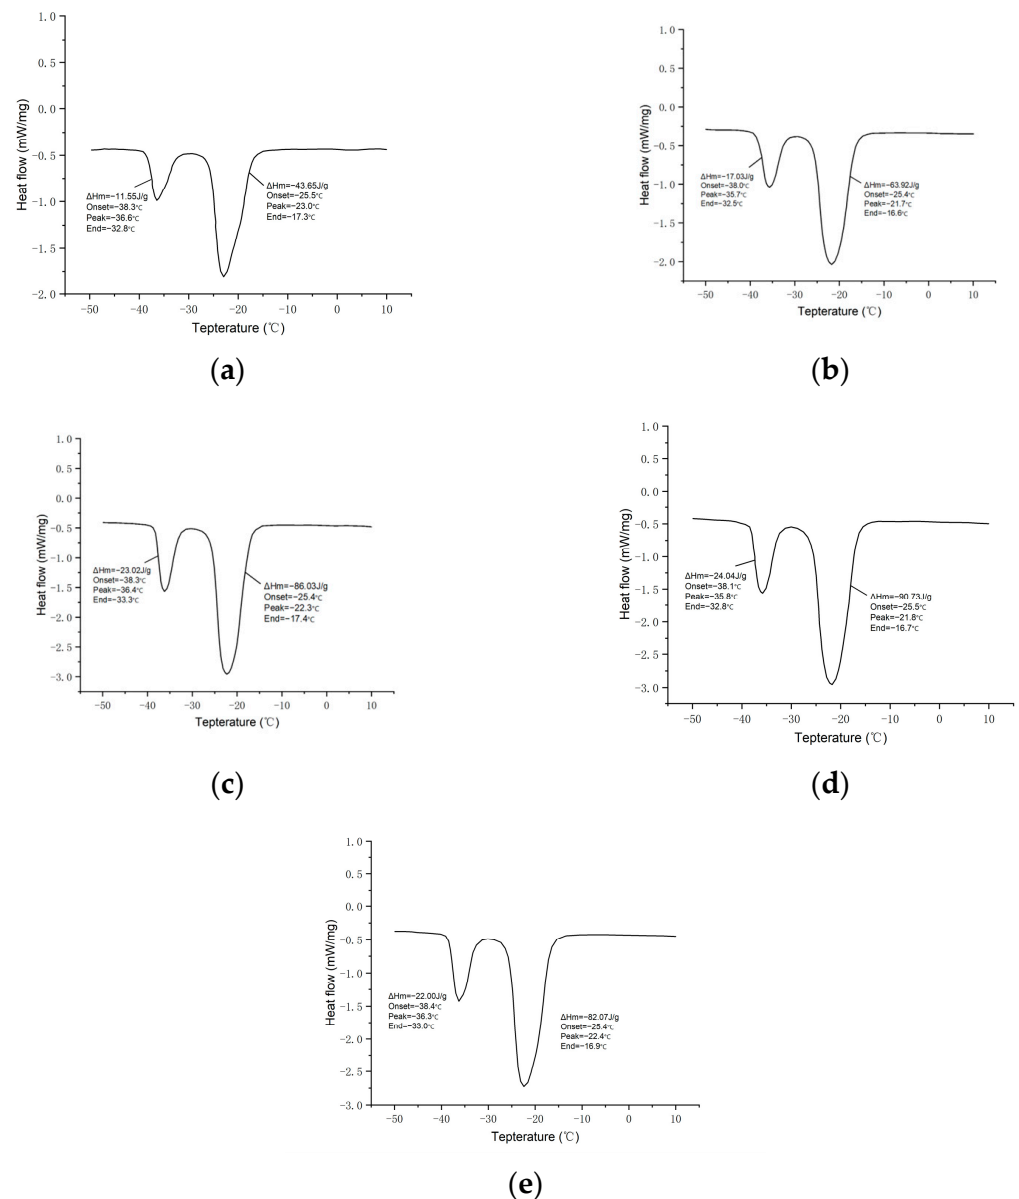 1.0
0.5
0.0
−0.5
−1.0
−1.5
−2.0
Heat flow (mW/mg)
ΔHm=−11.55J/g
Onset=−38.3℃
Peak=−36.6℃
End=−32.8℃
ΔHm=−43.65J/g
Onset=−25.5℃
Peak=−23.0℃
End=−17.3℃
−50 −40 −30 −20 −10 0 10
Tepterature (℃)
(a)
1.0
0.5
0.0
−0.5
−1.0
−1.5
−2.0
Heat flow (mW/mg)
ΔHm=−17.03J/g
Onset=−38.0℃
Peak=−35.7℃
End=−32.5℃
ΔHm=−63.92J/g
Onset=−25.4℃
Peak=−21.7℃
End=−16.6℃
−50 −40 −30 −20 −10 0 10
Tepterature (℃)
(b)
1.0
0.5
0.0
−0.5
−1.0
−1.5
−2.0
−2.5
−3.0
Heat flow (mW/mg)
ΔHm=−23.02J/g
Onset=−38.3℃
Peak=−36.4℃
End=−33.3℃
ΔHm=−86.03J/g
Onset=−25.4℃
Peak=−22.3℃
End=−17.4℃
−50 −40 −30 −20 −10 0 10
Tepterature (℃)
(c)
1.0
0.5
0.0
−0.5
−1.0
−1.5
−2.0
−2.5
−3.0
Heat flow (mW/mg)
ΔHm=−24.04J/g
Onset=−38.1℃
Peak=−35.8℃
End=−32.8℃
ΔHm=−90.73J/g
Onset=−25.5℃
Peak=−21.8℃
End=−16.7℃
−50 −40 −30 −20 −10 0 10
Tepterature (℃)
(d)
1.0
0.5
0.0
−0.5
−1.0
−1.5
−2.0
−2.5
−3.0
Heat flow (mW/mg)
ΔHm=−22.00J/g
Onset=−38.4℃
Peak=−36.3℃
End=−33.0℃
ΔHm=−82.07J/g
Onset=−25.4℃
Peak=−22.4℃
End=−16.9℃
−50 −40 −30 −20 −10 0 10
Tepterature (℃)
(e)